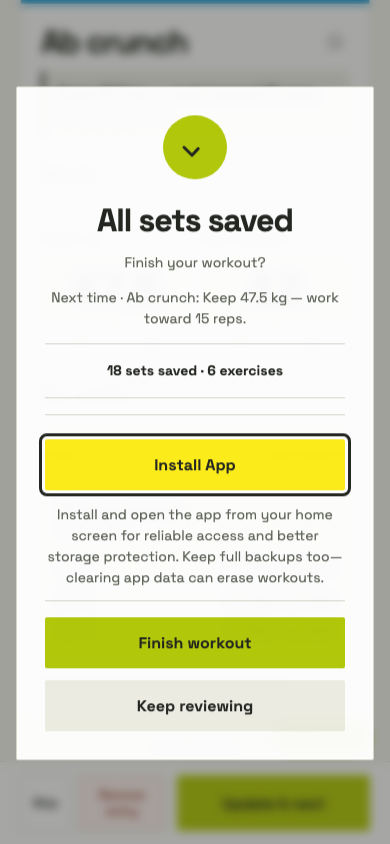 Ab crunch
All sets saved
Finish your workout?
Next time · Ab crunch: Keep 47.5 kg — work
toward 15 reps.
18 sets saved · 6 exercises
Install App
Install and open the app from your home
screen for reliable access and better
storage protection. Keep full backups too—
clearing app data can erase workouts.
Finish workout
Keep reviewing